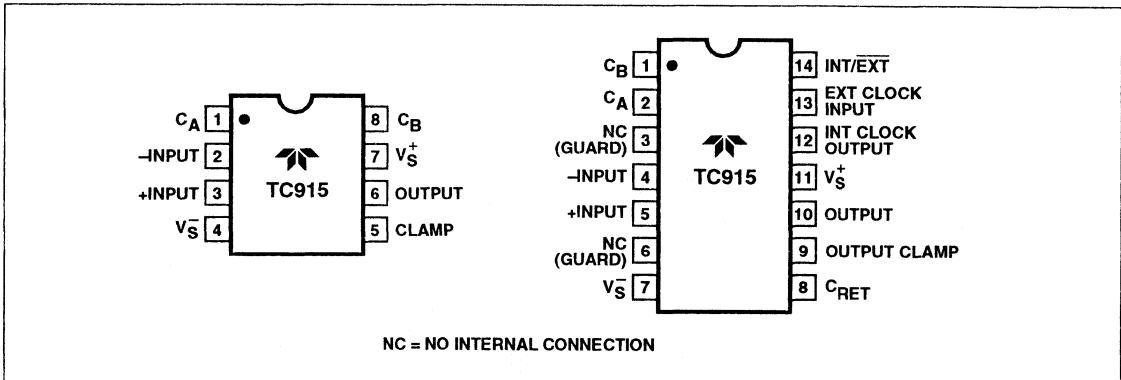 CA 1
–INPUT 2
+INPUT 3
VS– 4
TC915
8 CB
7 VS+
6 OUTPUT
5 CLAMP
CB 1
CA 2
NC
(GUARD) 3
–INPUT 4
+INPUT 5
NC
(GUARD) 6
VS– 7
TC915
14 INT/EXT
13 EXT CLOCK
INPUT
12 INT CLOCK
OUTPUT
11 VS+
10 OUTPUT
9 OUTPUT CLAMP
8 CRET
NC = NO INTERNAL CONNECTION